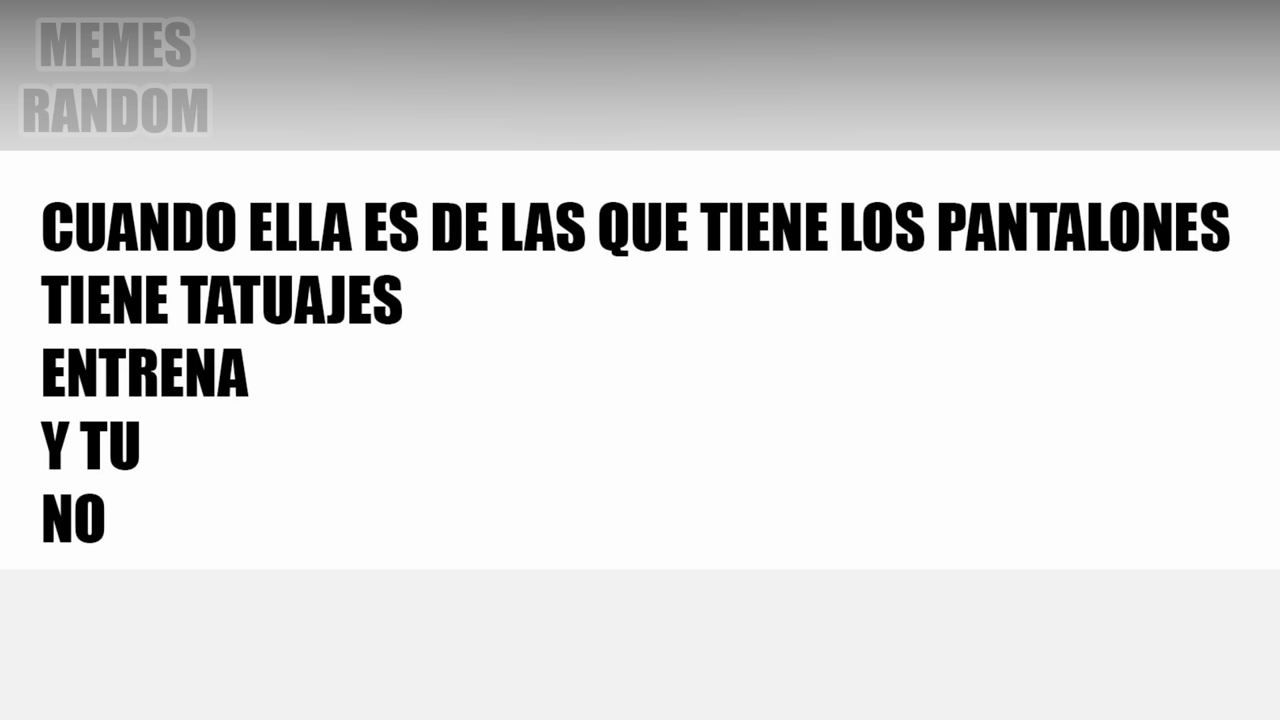 MEMES
RANDOM
CUANDO ELLA ES DE LAS QUE TIENE LOS PANTALONES
TIENE TATUAJES
ENTRENA
Y TU
NO